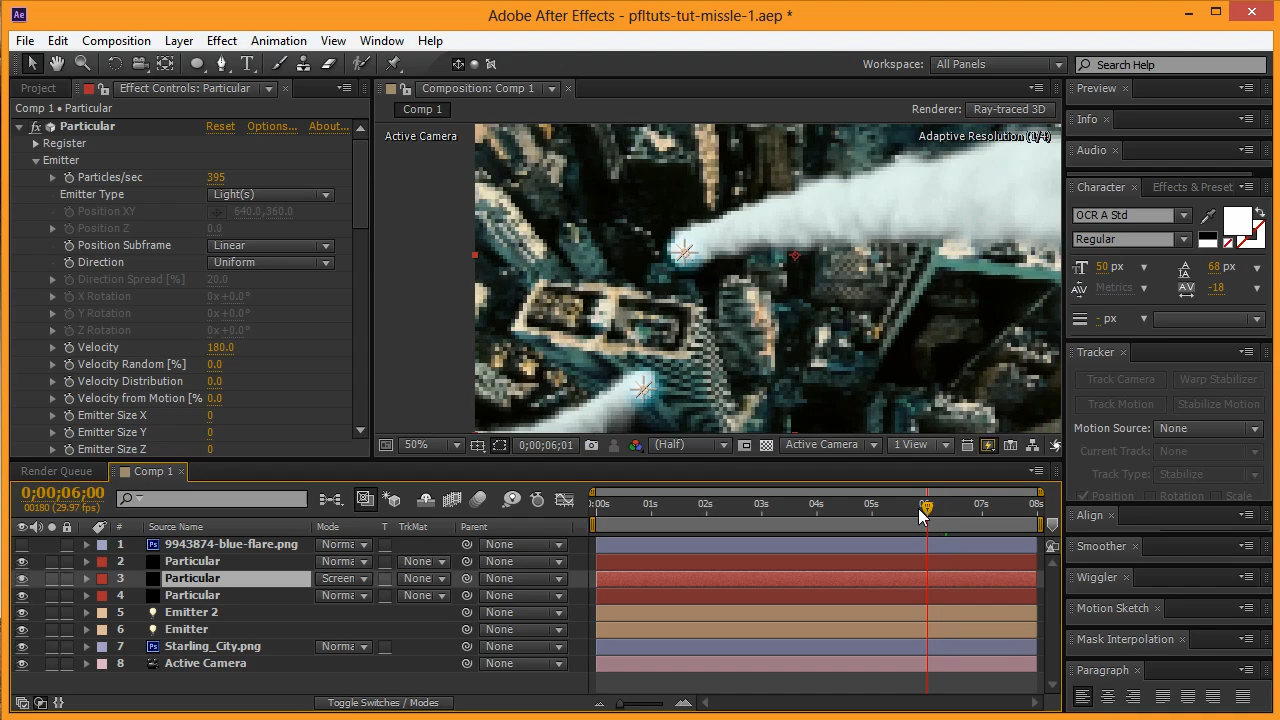 Ae Adobe After Effects - pfltuts-tut-missle-1.aep *
File Edit Composition Layer Effect Animation View Window Help
Workspace: All Panels Search Help
Project Effect Controls: Particular Composition: Comp 1 Preview
Comp 1 • Particular Comp 1 Renderer: Ray-traced 3D Info
fx Particular Reset Options... About... Active Camera Adaptive Resolution (1/4)
Register Audio
Emitter
Particles/sec 395 Character Effects & Preset
Emitter Type Light(s)
Position XY 640.0,360.0 OCR A Std
Position Z 0.0 Regular
Position Subframe Linear
Direction Uniform 50 px 68 px
Direction Spread [%] 20.0 Metrics -18
X Rotation 0x+0.0°
Y Rotation 0x+0.0° - px
Z Rotation 0x+0.0°
Velocity 180.0 Tracker
Velocity Random [%] 0.0 Track Camera Warp Stabilizer
Velocity Distribution 0.0 Track Motion Stabilize Motion
Velocity from Motion [% 0.0
Emitter Size X 0 Motion Source: None
Emitter Size Y 0 Current Track: None
Emitter Size Z 0 50% 0;00;06;01 (Half) Active Camera 1 View
Track Type: Stabilize
Render Queue Comp 1 Position Rotation Scale
0;00;06;00
00180 (29.97 fps) :00s 01s 02s 03s 04s 05s 07s 08s Align
# Source Name Mode T TrkMat Parent
1 9943874-blue-flare.png Norma None Smoother
2 Particular Norma None None
3 Particular Screen None None Wiggler
4 Particular Norma None None
5 Emitter 2 None Motion Sketch
6 Emitter None
7 Starling_City.png Norma None Mask Interpolation
8 Active Camera None Paragraph
Toggle Switches / Modes